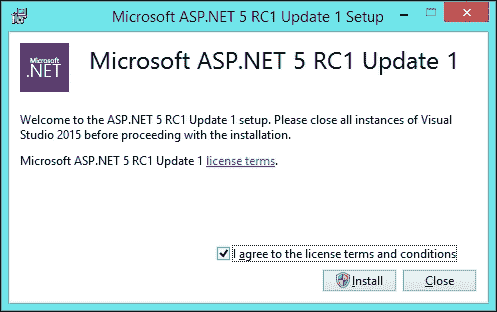 Microsoft ASP.NET 5 RC1 Update 1 Setup
Microsoft
.NET
Microsoft ASP.NET 5 RC1 Update 1
Welcome to the ASP.NET 5 RC1 Update 1 setup. Please close all instances of Visual
Studio 2015 before proceeding with the installation.
Microsoft ASP.NET 5 RC1 Update 1 license terms.
I agree to the license terms and conditions
Install
Close